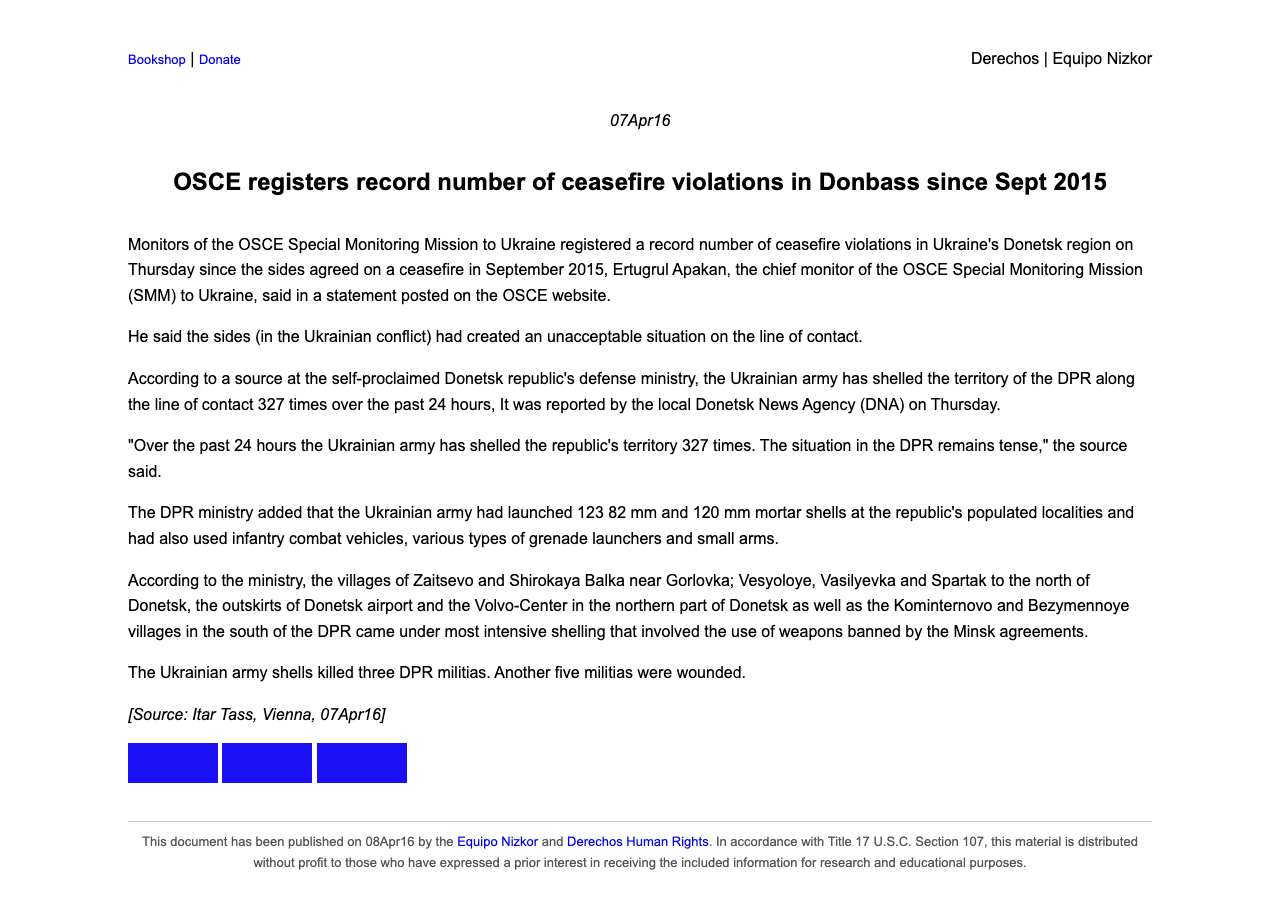 Bookshop | Donate
Derechos | Equipo Nizkor
07Apr16
OSCE registers record number of ceasefire violations in Donbass since Sept 2015
Monitors of the OSCE Special Monitoring Mission to Ukraine registered a record number of ceasefire violations in Ukraine's Donetsk region on
Thursday since the sides agreed on a ceasefire in September 2015, Ertugrul Apakan, the chief monitor of the OSCE Special Monitoring Mission
(SMM) to Ukraine, said in a statement posted on the OSCE website.
He said the sides (in the Ukrainian conflict) had created an unacceptable situation on the line of contact.
According to a source at the self-proclaimed Donetsk republic's defense ministry, the Ukrainian army has shelled the territory of the DPR along
the line of contact 327 times over the past 24 hours, It was reported by the local Donetsk News Agency (DNA) on Thursday.
"Over the past 24 hours the Ukrainian army has shelled the republic's territory 327 times. The situation in the DPR remains tense," the source
said.
The DPR ministry added that the Ukrainian army had launched 123 82 mm and 120 mm mortar shells at the republic's populated localities and
had also used infantry combat vehicles, various types of grenade launchers and small arms.
According to the ministry, the villages of Zaitsevo and Shirokaya Balka near Gorlovka; Vesyoloye, Vasilyevka and Spartak to the north of
Donetsk, the outskirts of Donetsk airport and the Volvo-Center in the northern part of Donetsk as well as the Kominternovo and Bezymennoye
villages in the south of the DPR came under most intensive shelling that involved the use of weapons banned by the Minsk agreements.
The Ukrainian army shells killed three DPR militias. Another five militias were wounded.
[Source: Itar Tass, Vienna, 07Apr16]
This document has been published on 08Apr16 by the Equipo Nizkor and Derechos Human Rights. In accordance with Title 17 U.S.C. Section 107, this material is distributed
without profit to those who have expressed a prior interest in receiving the included information for research and educational purposes.